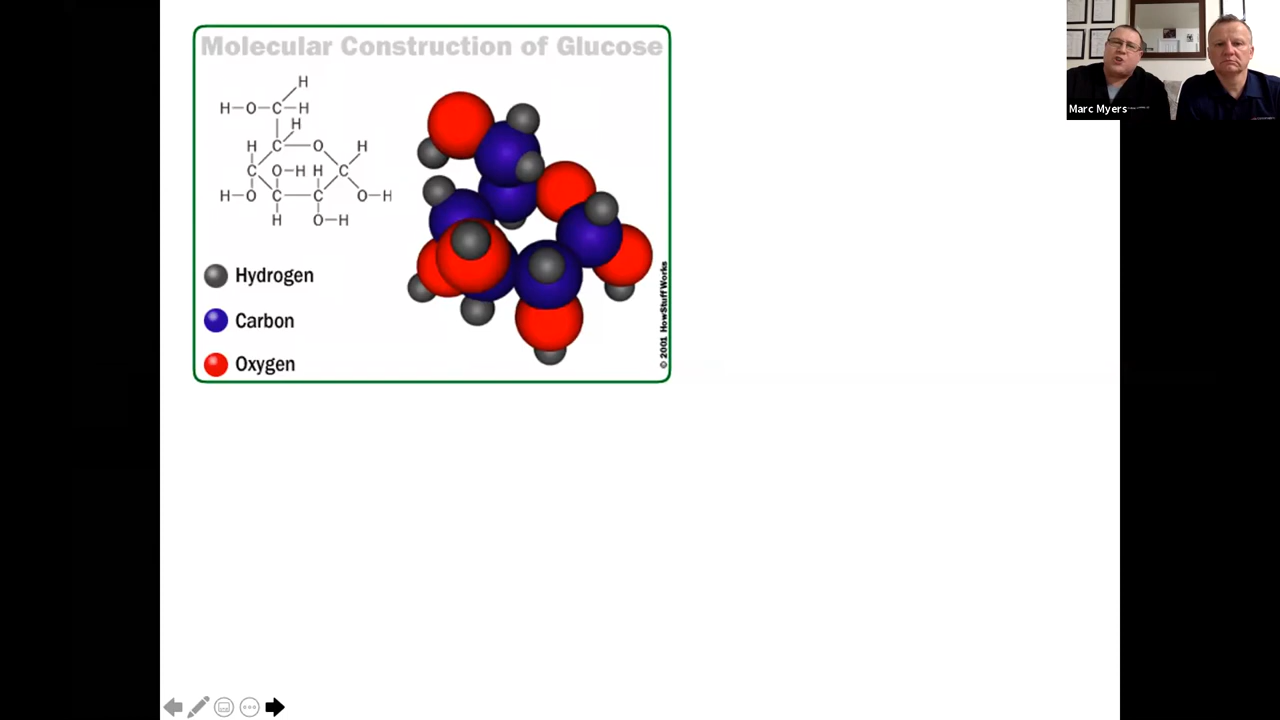 Molecular Construction of Glucose
H
H—O—C—H
H
H C O H
C O—H H C
H—O C C O—H
H O—H
Hydrogen
Carbon
Oxygen
© 2001 HowStuffWorks
Marc Myers